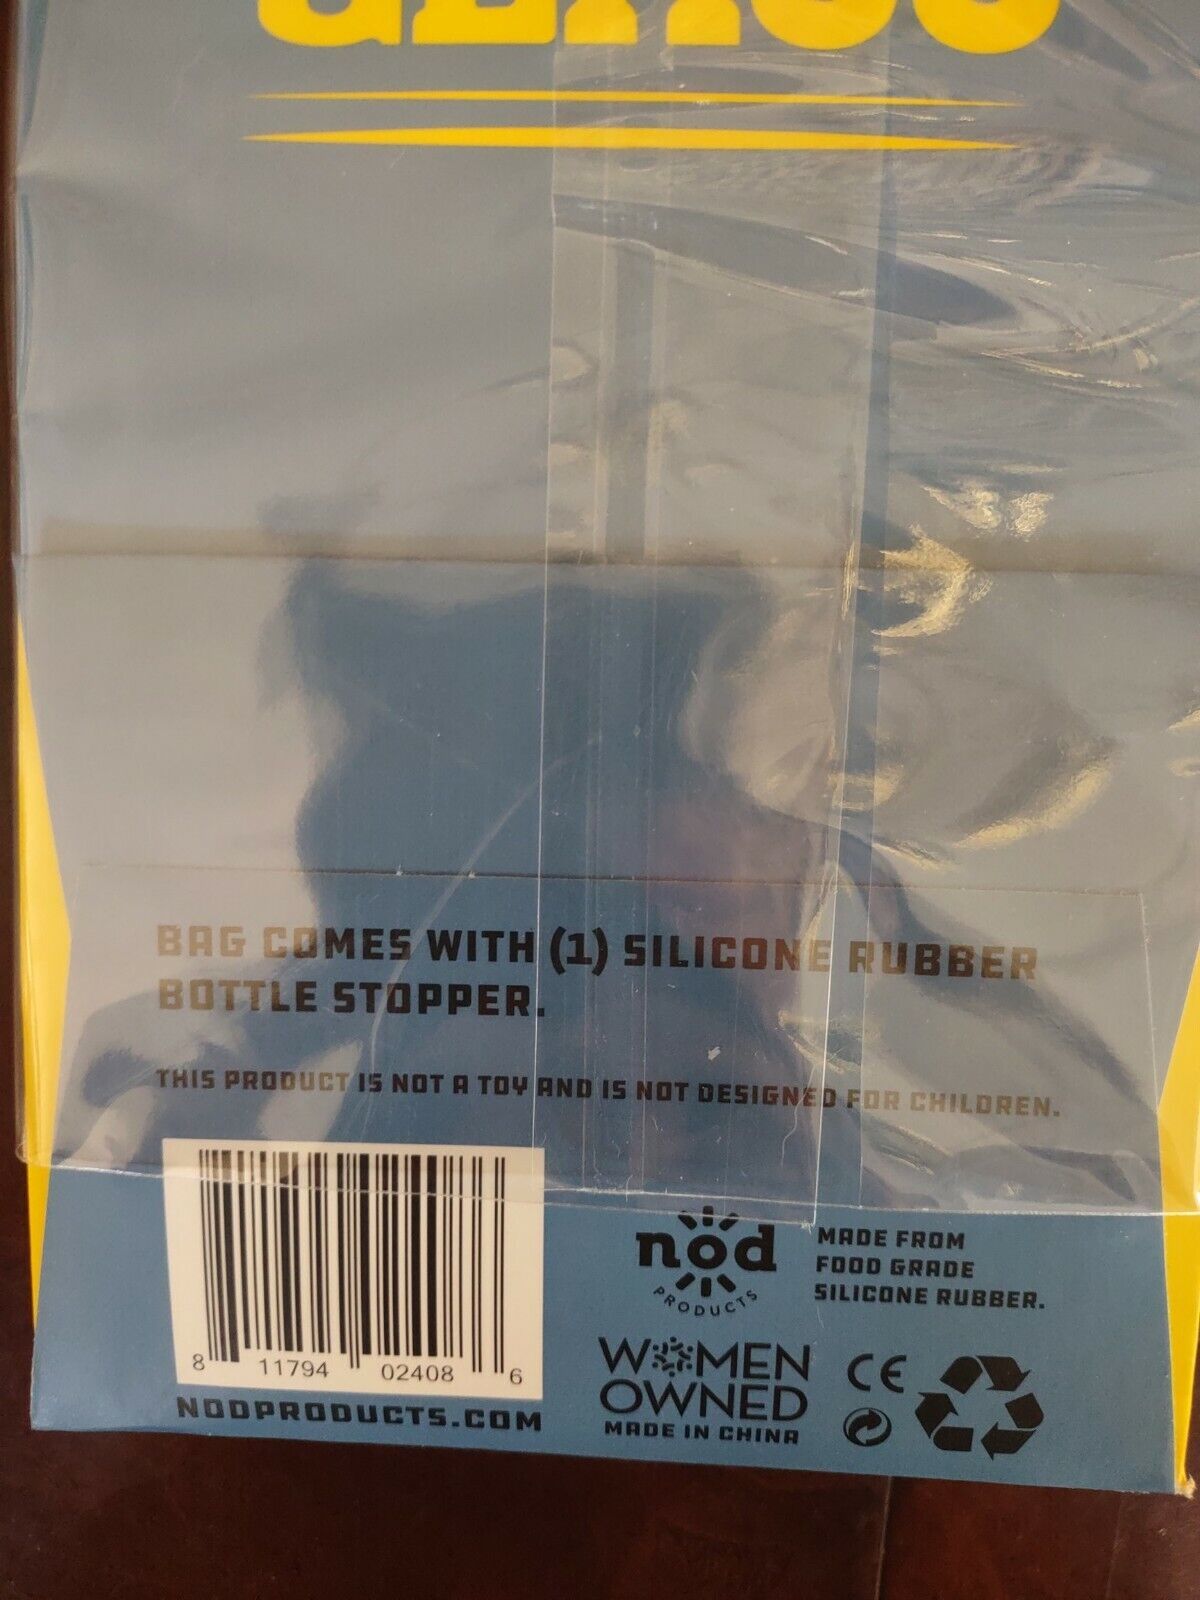 BAG COMES WITH (1) SILICONE RUBBER
BOTTLE STOPPER.
THIS PRODUCT IS NOT A TOY AND IS NOT DESIGNED FOR CHILDREN.
8 11794 02408 6
NODPRODUCTS.COM
nod
PRODUCTS
MADE FROM
FOOD GRADE
SILICONE RUBBER.
WOMEN
OWNED
MADE IN CHINA
CE